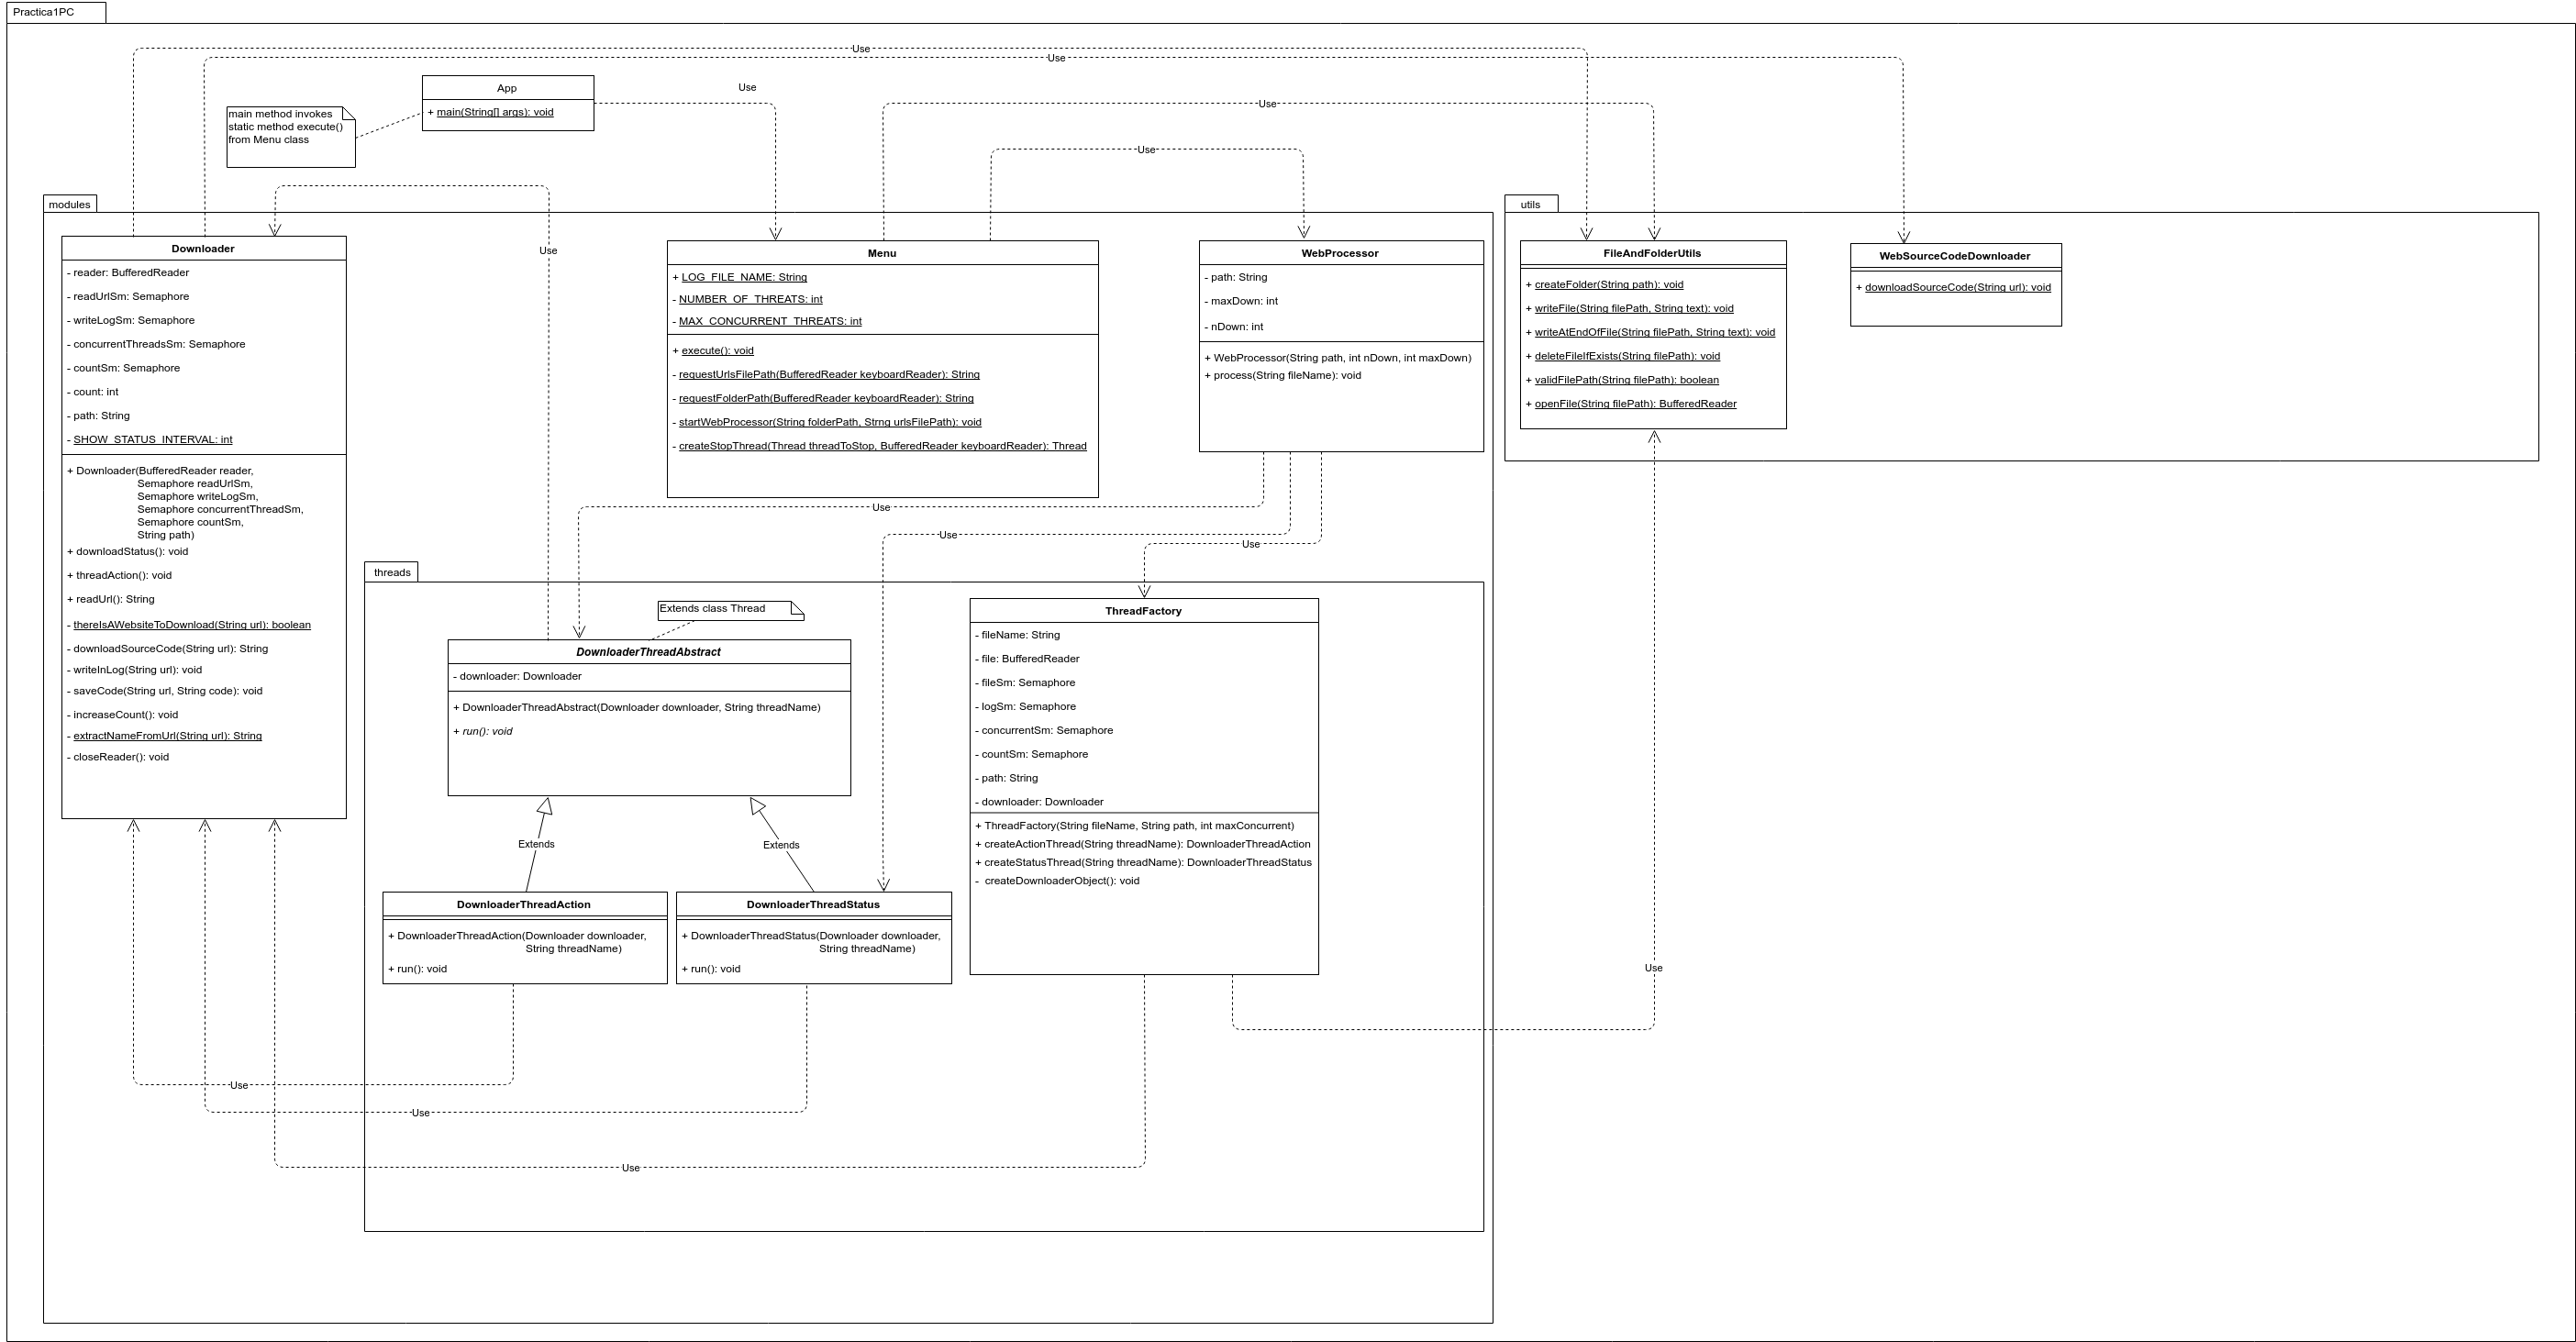 Practica1PC
Use
Use
App
+ main(String[] args): void
Use
main method invokes
static method execute()
from Menu class
Use
Use
modules
utils
Use
Downloader
- reader: BufferedReader
- readUrlSm: Semaphore
- writeLogSm: Semaphore
- concurrentThreadsSm: Semaphore
- countSm: Semaphore
- count: int
- path: String
- SHOW_STATUS_INTERVAL: int
+ Downloader(BufferedReader reader,
Semaphore readUrlSm,
Semaphore writeLogSm,
Semaphore concurrentThreadSm,
Semaphore countSm,
String path)
+ downloadStatus(): void
+ threadAction(): void
+ readUrl(): String
- thereIsAWebsiteToDownload(String url): boolean
- downloadSourceCode(String url): String
- writeInLog(String url): void
- saveCode(String url, String code): void
- increaseCount(): void
- extractNameFromUrl(String url): String
- closeReader(): void
Menu
+ LOG_FILE_NAME: String
- NUMBER_OF_THREATS: int
- MAX_CONCURRENT_THREATS: int
+ execute(): void
- requestUrlsFilePath(BufferedReader keyboardReader): String
- requestFolderPath(BufferedReader keyboardReader): String
- startWebProcessor(String folderPath, Strng urlsFilePath): void
- createStopThread(Thread threadToStop, BufferedReader keyboardReader): Thread
WebProcessor
- path: String
- maxDown: int
- nDown: int
+ WebProcessor(String path, int nDown, int maxDown)
+ process(String fileName): void
FileAndFolderUtils
+ createFolder(String path): void
+ writeFile(String filePath, String text): void
+ writeAtEndOfFile(String filePath, String text): void
+ deleteFileIfExists(String filePath): void
+ validFilePath(String filePath): boolean
+ openFile(String filePath): BufferedReader
WebSourceCodeDownloader
+ downloadSourceCode(String url): void
Use
Use
Use
threads
Extends class Thread
DownloaderThreadAbstract
- downloader: Downloader
+ DownloaderThreadAbstract(Downloader downloader, String threadName)
+ run(): void
ThreadFactory
- fileName: String
- file: BufferedReader
- fileSm: Semaphore
- logSm: Semaphore
- concurrentSm: Semaphore
- countSm: Semaphore
- path: String
- downloader: Downloader
+ ThreadFactory(String fileName, String path, int maxConcurrent)
+ createActionThread(String threadName): DownloaderThreadAction
+ createStatusThread(String threadName): DownloaderThreadStatus
- createDownloaderObject(): void
Extends
Extends
DownloaderThreadAction
+ DownloaderThreadAction(Downloader downloader,
String threadName)
+ run(): void
DownloaderThreadStatus
+ DownloaderThreadStatus(Downloader downloader,
String threadName)
+ run(): void
Use
Use
Use
Use